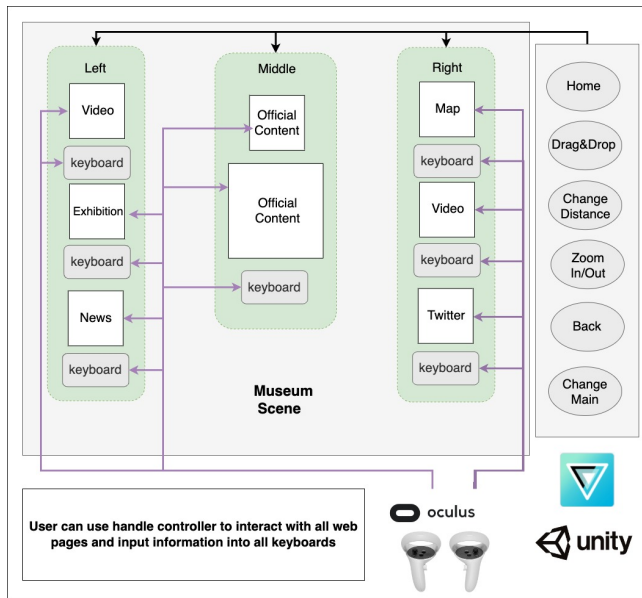 Left
Video
keyboard
Exhibition
keyboard
News
keyboard
Middle
Official
Content
Official
Content
keyboard
Right
Map
keyboard
Video
keyboard
Twitter
keyboard
Home
Drag&Drop
Change
Distance
Zoom
In/Out
Back
Change
Main
Museum
Scene
User can use handle controller to interact with all web
pages and input information into all keyboards
oculus
unity